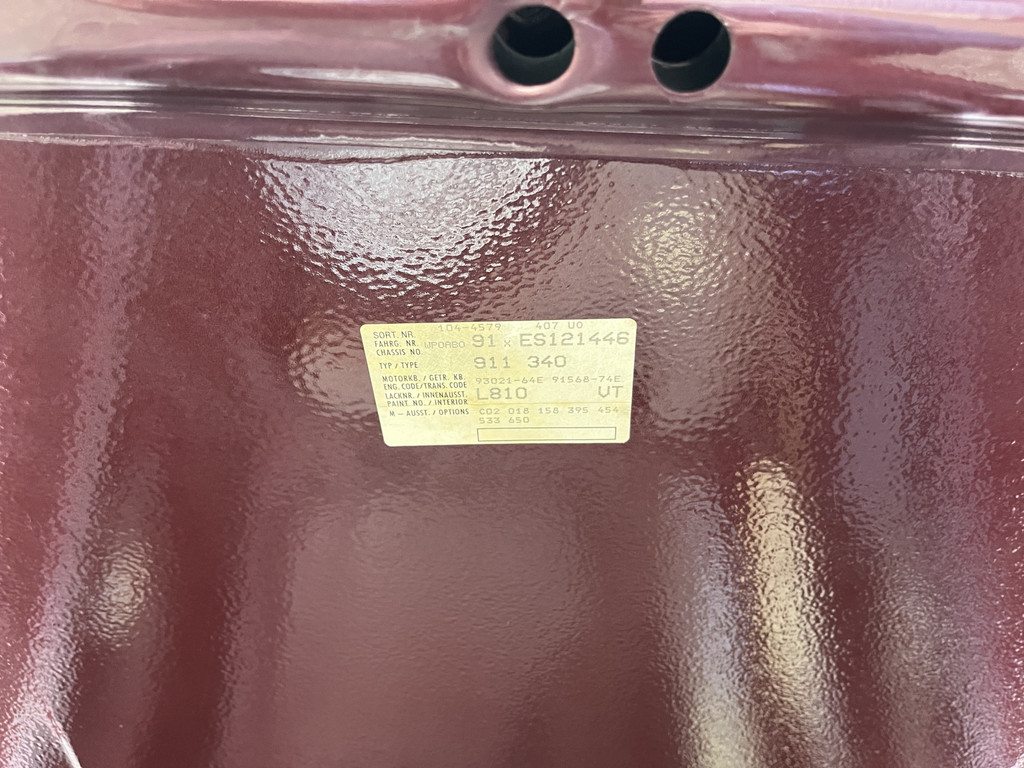 SORT. NR. 104-4579 407 U0
FAHRG. NR. WP0AB0 91 x ES121446
CHASSIS NO.
TYP / TYPE 911 340
MOTORKB. / GETR. KB. 93021-64E 91568-74E
ENG. CODE/TRANS. CODE
LACKNR. / INNENAUSST. L810 VT
PAINT. NO. / INTERIOR
M – AUSST. / OPTIONS C02 018 158 395 454
533 650